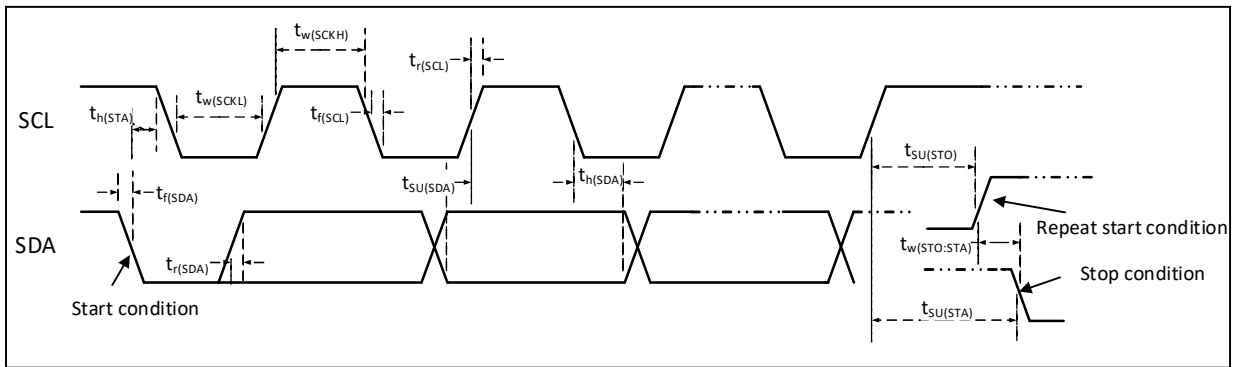 t_w(SCKH)
t_r(SCL)
t_w(SCKL)
t_h(STA)
t_f(SCL)
SCL
t_SU(STO)
t_SU(SDA)
t_h(SDA)
t_f(SDA)
Repeat start condition
SDA
t_w(STO:STA)
t_r(SDA)
Stop condition
Start condition
t_SU(STA)